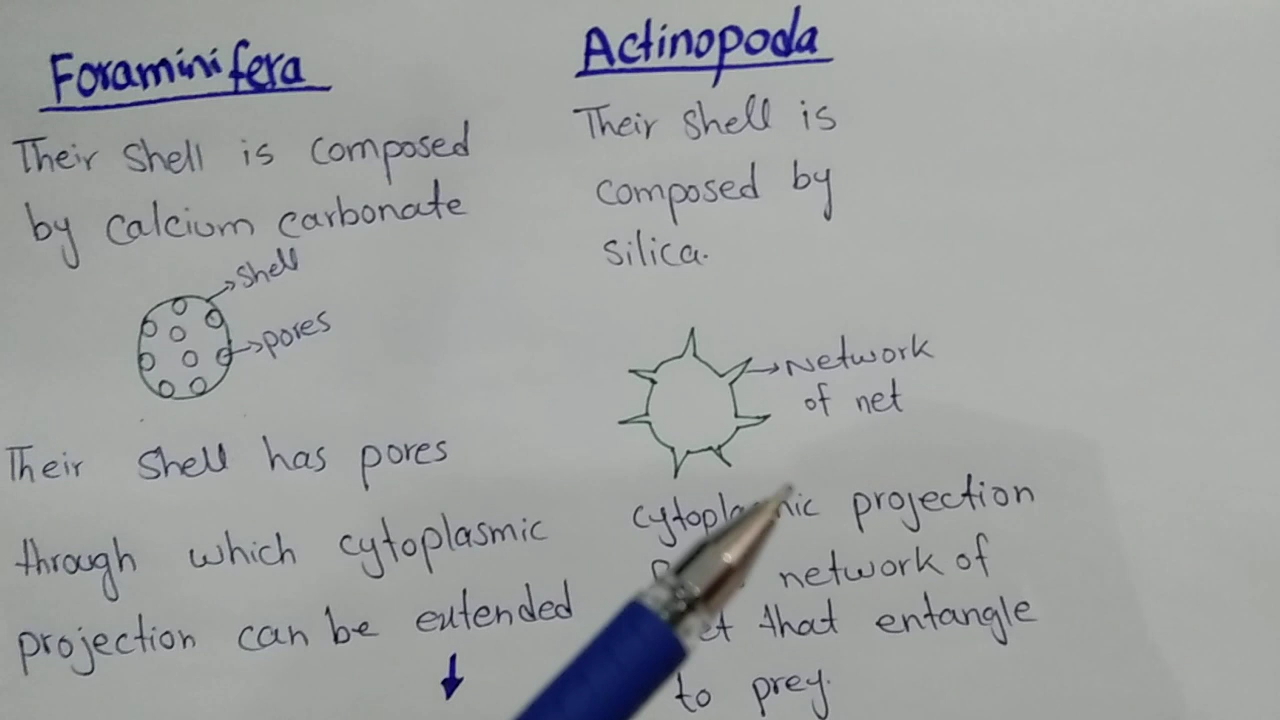 Foraminifera
Their shell is composed
by calcium carbonate
shell
pores
Their shell has pores
through which cytoplasmic
projection can be extended
Actinopoda
Their shell is
composed by
silica.
Network
of net
projection
network of
that entangle
to prey.